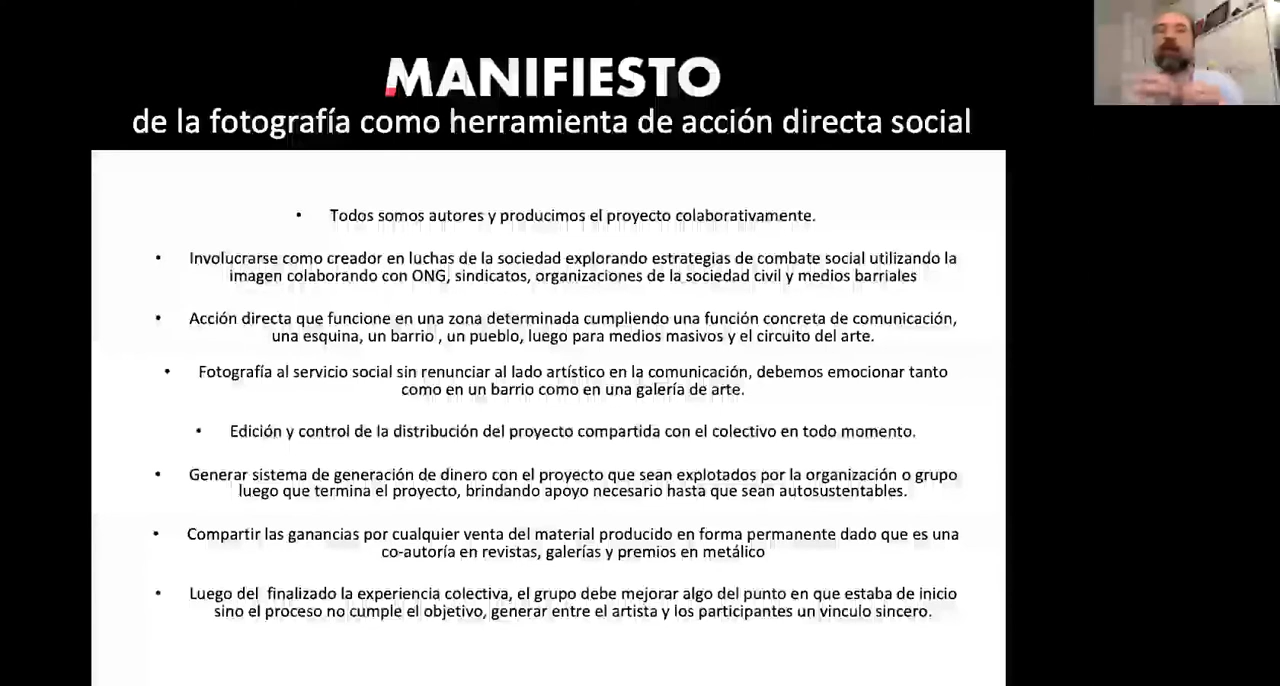 MANIFIESTO
de la fotografía como herramienta de acción directa social
• Todos somos autores y producimos el proyecto colaborativamente.
• Involucrarse como creador en luchas de la sociedad explorando estrategias de combate social utilizando la
imagen colaborando con ONG, sindicatos, organizaciones de la sociedad civil y medios barriales
• Acción directa que funcione en una zona determinada cumpliendo una función concreta de comunicación,
una esquina, un barrio , un pueblo, luego para medios masivos y el circuito del arte.
• Fotografía al servicio social sin renunciar al lado artístico en la comunicación, debemos emocionar tanto
como en un barrio como en una galería de arte.
• Edición y control de la distribución del proyecto compartida con el colectivo en todo momento.
• Generar sistema de generación de dinero con el proyecto que sean explotados por la organización o grupo
luego que termina el proyecto, brindando apoyo necesario hasta que sean autosustentables.
• Compartir las ganancias por cualquier venta del material producido en forma permanente dado que es una
co-autoría en revistas, galerías y premios en metálico
• Luego del  finalizado la experiencia colectiva, el grupo debe mejorar algo del punto en que estaba de inicio
sino el proceso no cumple el objetivo, generar entre el artista y los participantes un vinculo sincero.